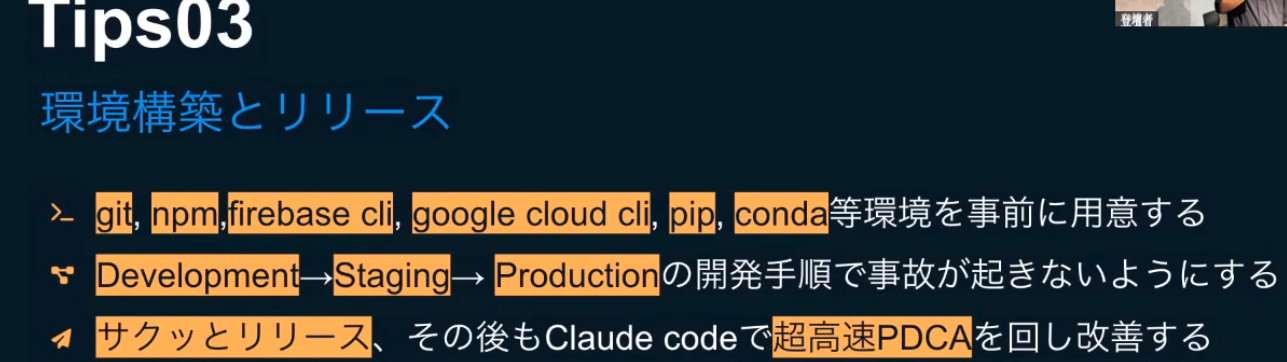 Tips03
登壇者
環境構築とリリース
git, npm,firebase cli, google cloud cli, pip, conda等環境を事前に用意する
Development→Staging→ Productionの開発手順で事故が起きないようにする
サクッとリリース、その後もClaude codeで超高速PDCAを回し改善する